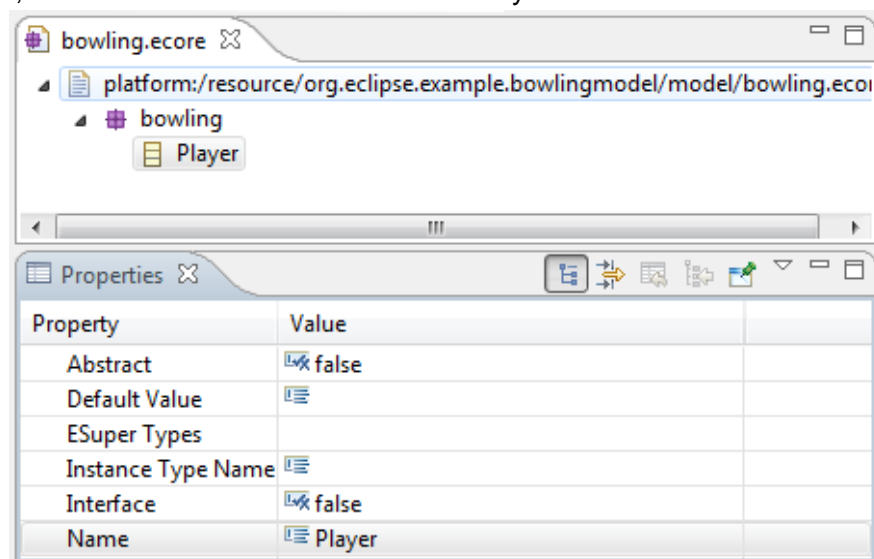 bowling.ecore
platform:/resource/org.eclipse.example.bowlingmodel/model/bowling.ecor
bowling
Player
Properties
Property Value
Abstract false
Default Value
ESuper Types
Instance Type Name
Interface false
Name Player